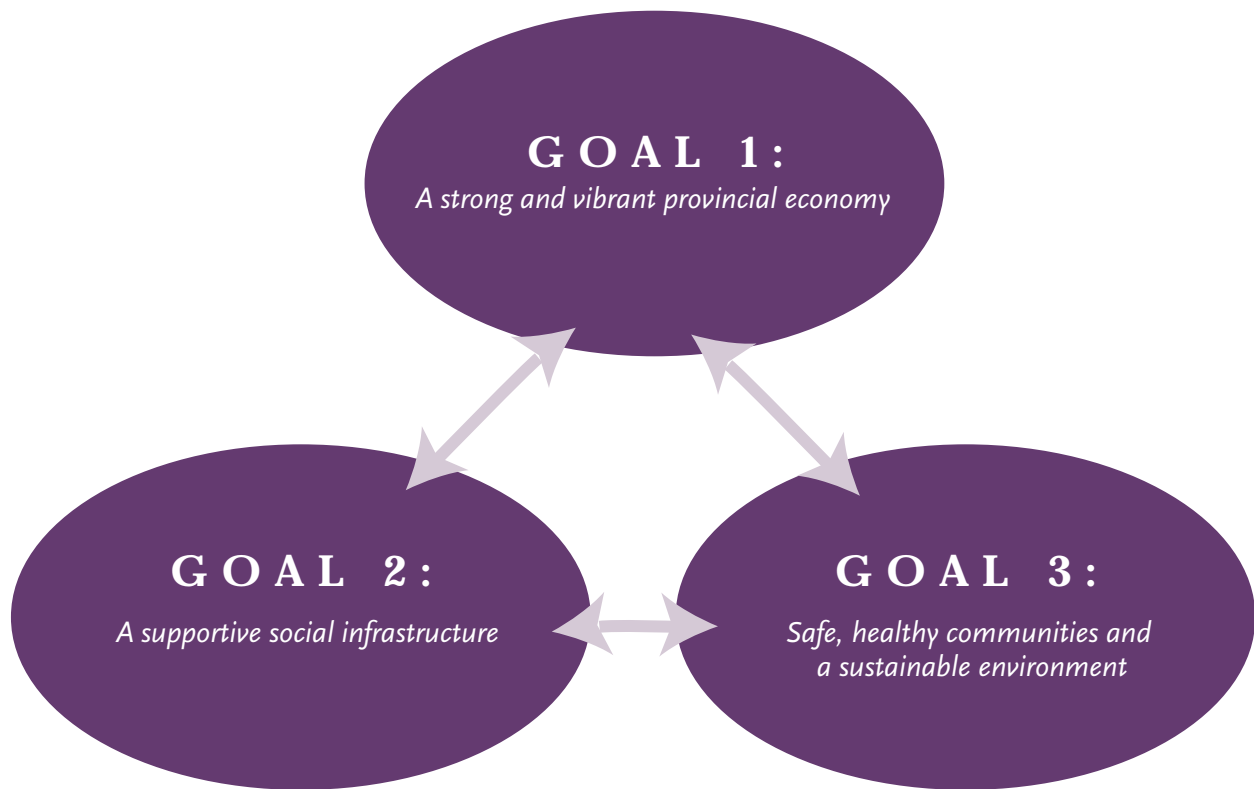 GOAL 1:
A strong and vibrant provincial economy
GOAL 2:
A supportive social infrastructure
GOAL 3:
Safe, healthy communities and
a sustainable environment